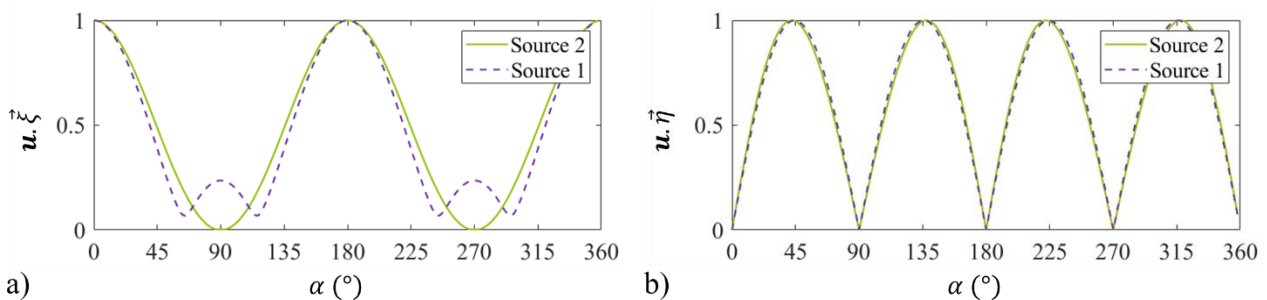 1
0.5
0
u.ξ⃗
Source 2
Source 1
0 45 90 135 180 225 270 315 360
a) α (°)
1
0.5
0
u.η⃗
Source 2
Source 1
0 45 90 135 180 225 270 315 360
b) α (°)